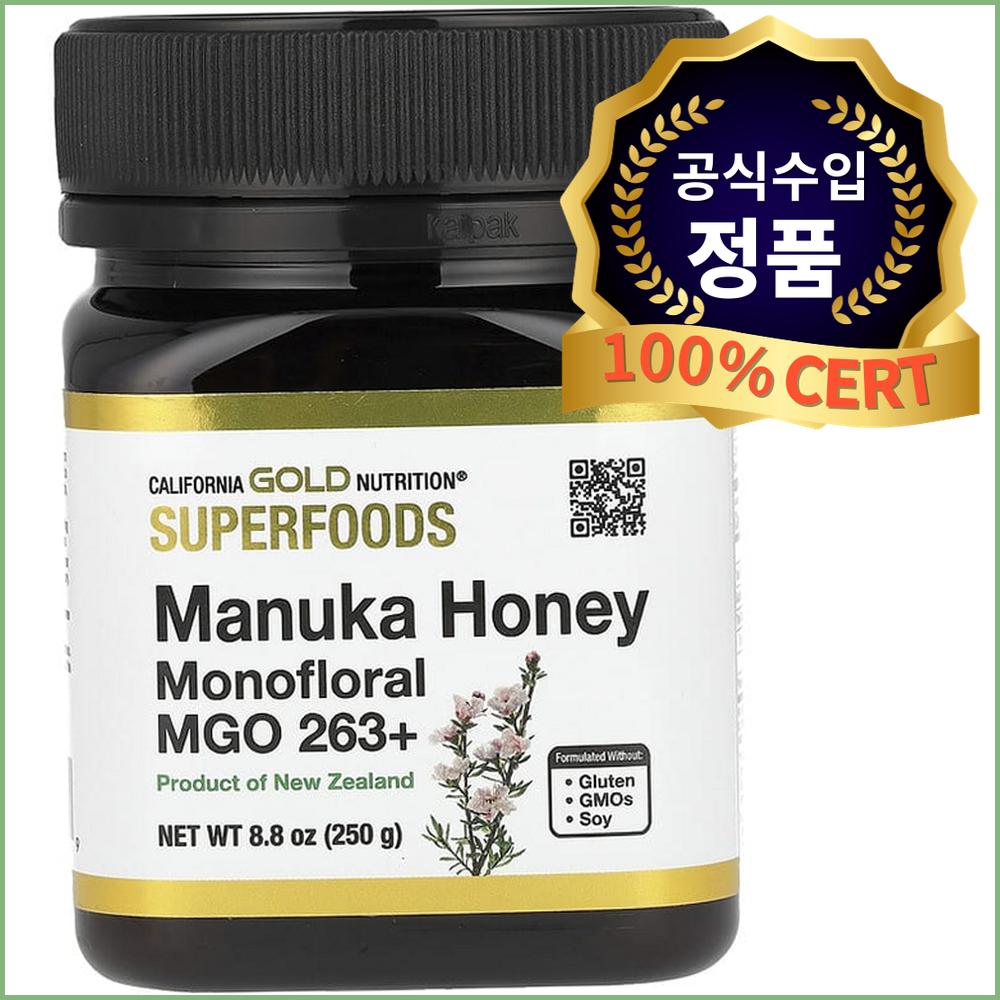 kaipak
공식수입
정품
100% CERT
CALIFORNIA GOLD NUTRITION®
SUPERFOODS
Manuka Honey
Monofloral
MGO 263+
Product of New Zealand
NET WT 8.8 oz (250 g)
Formulated Without:
• Gluten
• GMOs
• Soy